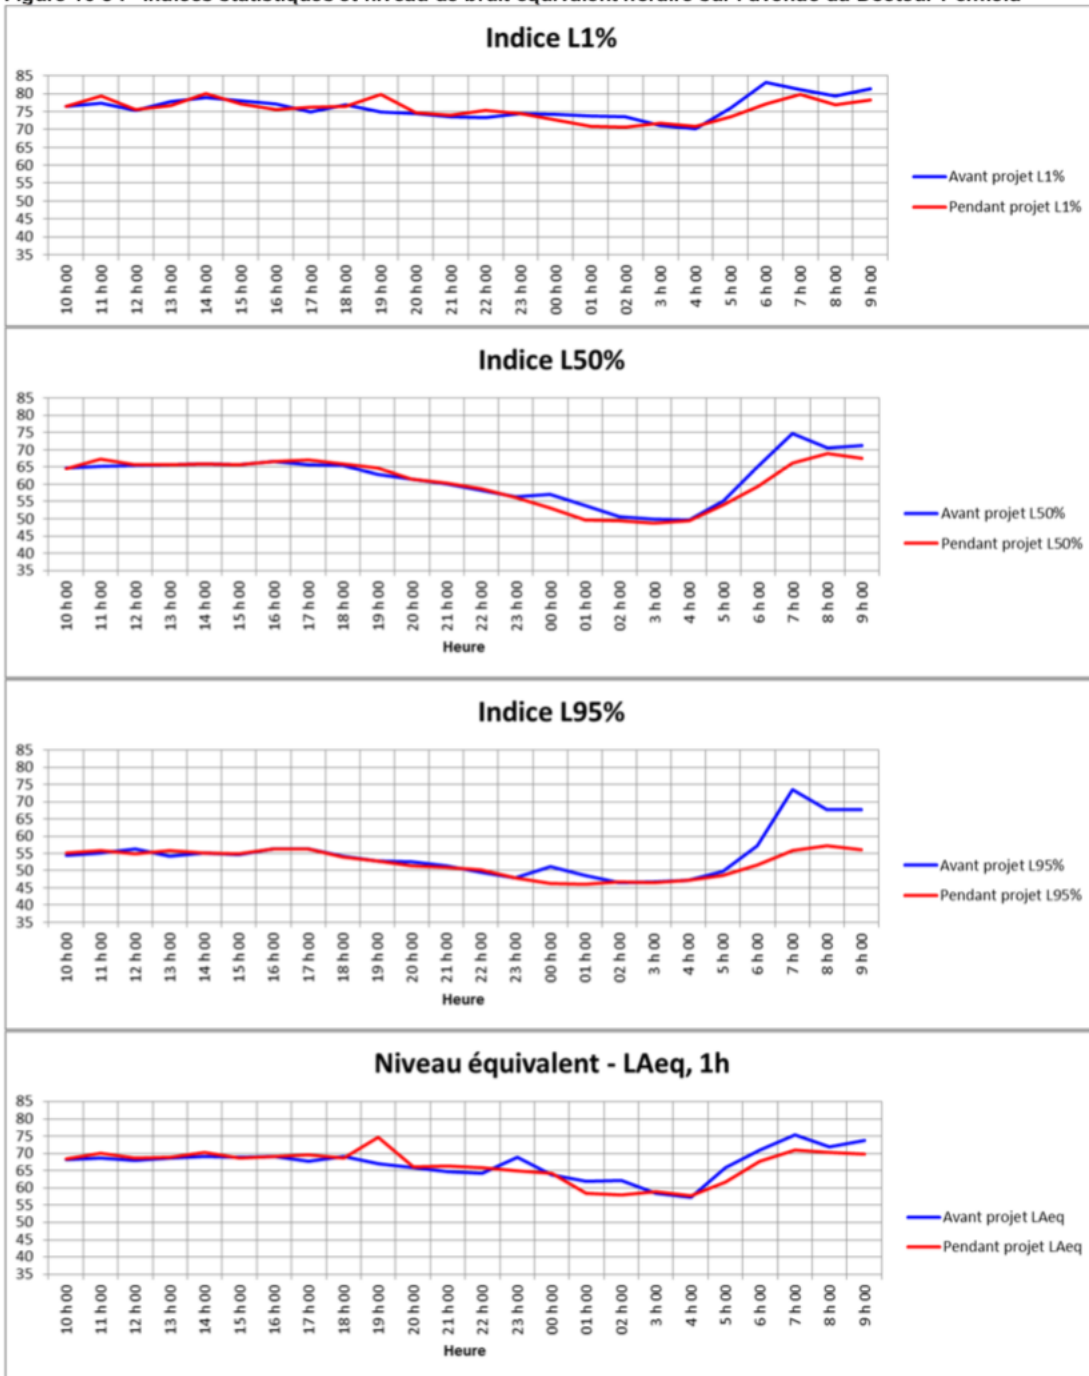 Indice L1%
85
80
75
70
65
60
55
50
45
40
35
10 h 00 11 h 00 12 h 00 13 h 00 14 h 00 15 h 00 16 h 00 17 h 00 18 h 00 19 h 00 20 h 00 21 h 00 22 h 00 23 h 00 00 h 00 01 h 00 02 h 00 3 h 00 4 h 00 5 h 00 6 h 00 7 h 00 8 h 00 9 h 00
Avant projet L1%
Pendant projet L1%
Indice L50%
85
80
75
70
65
60
55
50
45
40
35
10 h 00 11 h 00 12 h 00 13 h 00 14 h 00 15 h 00 16 h 00 17 h 00 18 h 00 19 h 00 20 h 00 21 h 00 22 h 00 23 h 00 00 h 00 01 h 00 02 h 00 3 h 00 4 h 00 5 h 00 6 h 00 7 h 00 8 h 00 9 h 00
Heure
Avant projet L50%
Pendant projet L50%
Indice L95%
85
80
75
70
65
60
55
50
45
40
35
10 h 00 11 h 00 12 h 00 13 h 00 14 h 00 15 h 00 16 h 00 17 h 00 18 h 00 19 h 00 20 h 00 21 h 00 22 h 00 23 h 00 00 h 00 01 h 00 02 h 00 3 h 00 4 h 00 5 h 00 6 h 00 7 h 00 8 h 00 9 h 00
Heure
Avant projet L95%
Pendant projet L95%
Niveau équivalent - LAeq, 1h
85
80
75
70
65
60
55
50
45
40
35
10 h 00 11 h 00 12 h 00 13 h 00 14 h 00 15 h 00 16 h 00 17 h 00 18 h 00 19 h 00 20 h 00 21 h 00 22 h 00 23 h 00 00 h 00 01 h 00 02 h 00 3 h 00 4 h 00 5 h 00 6 h 00 7 h 00 8 h 00 9 h 00
Heure
Avant projet LAeq
Pendant projet LAeq